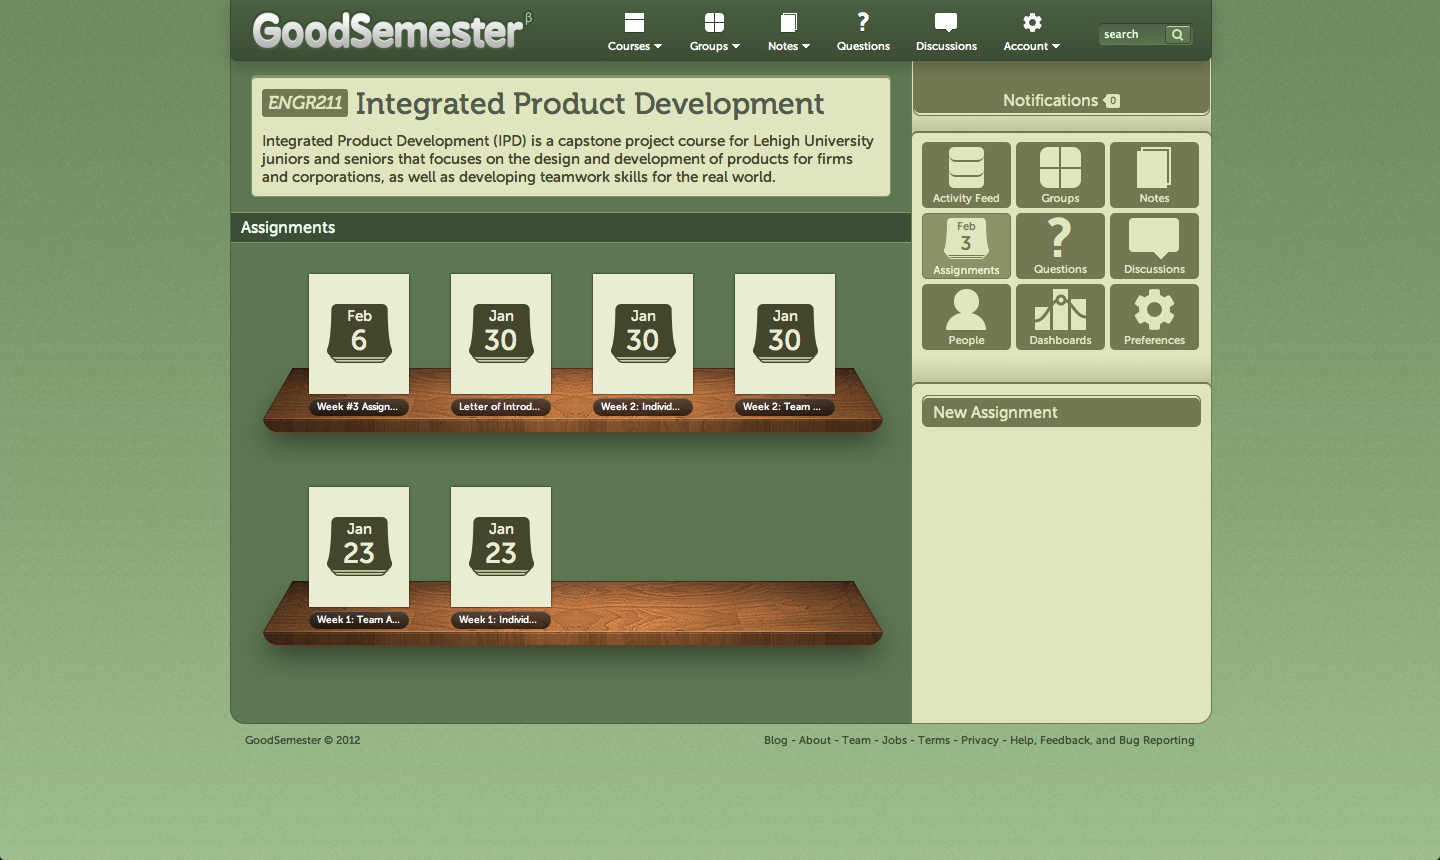 GoodSemester β
Courses
Groups
Notes
Questions
Discussions
Account
search
ENGR211 Integrated Product Development
Integrated Product Development (IPD) is a capstone project course for Lehigh University
juniors and seniors that focuses on the design and development of products for firms
and corporations, as well as developing teamwork skills for the real world.
Assignments
Feb
6
Week #3 Assign...
Jan
30
Letter of Introd...
Jan
30
Week 2: Individ...
Jan
30
Week 2: Team ...
Jan
23
Week 1: Team A...
Jan
23
Week 1: Individ...
Notifications 0
Activity Feed
Groups
Notes
Feb
3
Assignments
?
Questions
Discussions
People
Dashboards
Preferences
New Assignment
GoodSemester © 2012
Blog - About - Team - Jobs - Terms - Privacy - Help, Feedback, and Bug Reporting